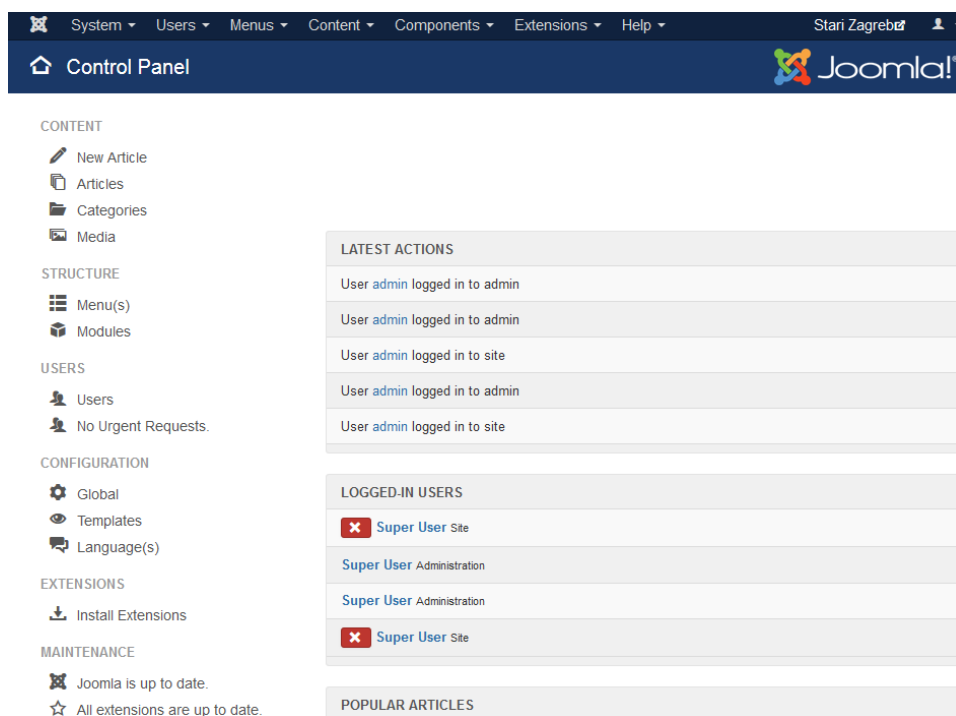 System Users Menus Content Components Extensions Help Stari Zagreb
Control Panel Joomla!®
CONTENT
New Article
Articles
Categories
Media
STRUCTURE
Menu(s)
Modules
USERS
Users
No Urgent Requests.
CONFIGURATION
Global
Templates
Language(s)
EXTENSIONS
Install Extensions
MAINTENANCE
Joomla is up to date.
All extensions are up to date.
LATEST ACTIONS
User admin logged in to admin
User admin logged in to admin
User admin logged in to site
User admin logged in to admin
User admin logged in to site
LOGGED-IN USERS
Super User Site
Super User Administration
Super User Administration
Super User Site
POPULAR ARTICLES